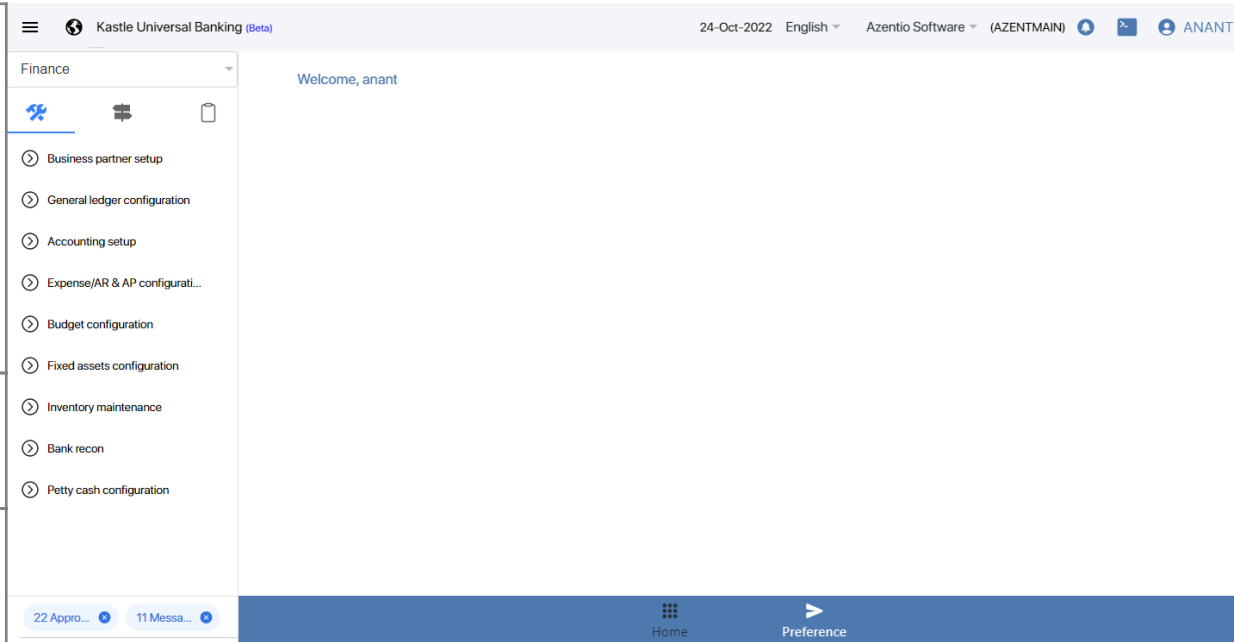 Kastle Universal Banking (Beta) 24-Oct-2022 English Azentio Software (AZENTMAIN) ANANT
Finance
Welcome, anant
Business partner setup
General ledger configuration
Accounting setup
Expense/AR & AP configurati...
Budget configuration
Fixed assets configuration
Inventory maintenance
Bank recon
Petty cash configuration
22 Appro... 11 Messa...
Home Preference